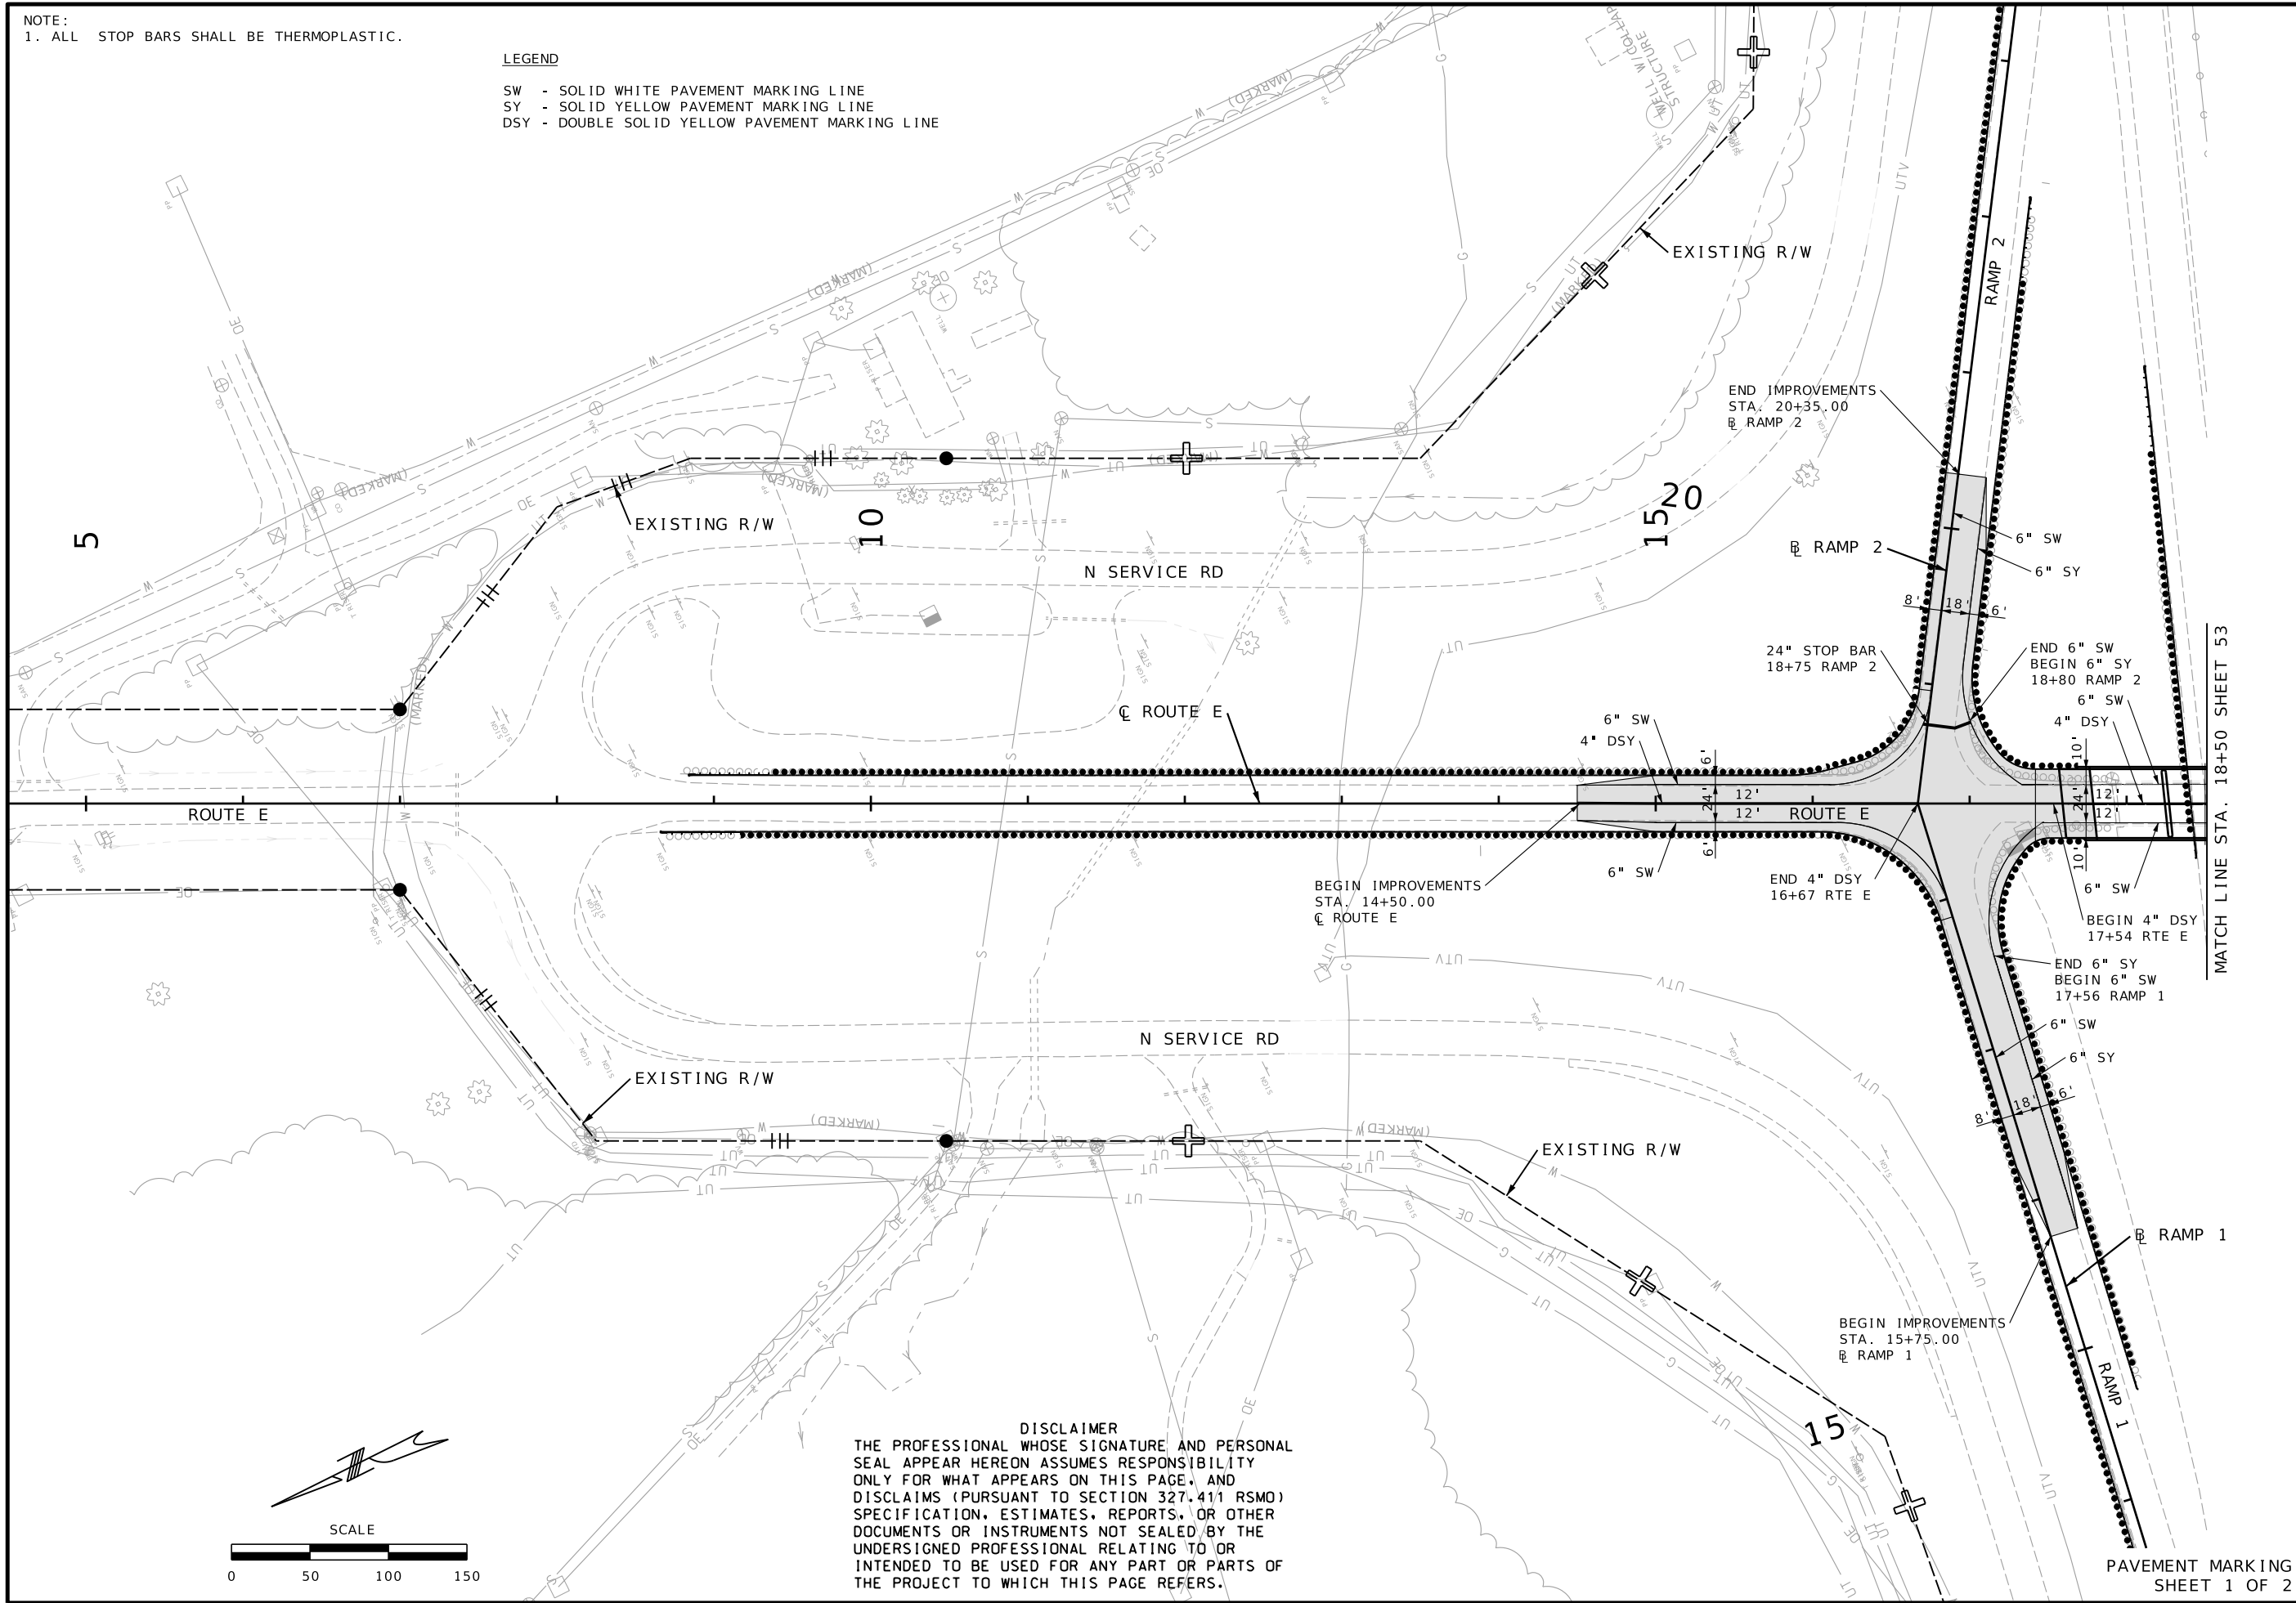 NOTE:
1. ALL STOP BARS SHALL BE THERMOPLASTIC.
LEGEND
SW - SOLID WHITE PAVEMENT MARKING LINE
SY - SOLID YELLOW PAVEMENT MARKING LINE
DSY - DOUBLE SOLID YELLOW PAVEMENT MARKING LINE
WELL W/COLLAP
STRUCTURE
EXISTING R/W
RAMP 2
END IMPROVEMENTS
STA. 20+35.00
℄ RAMP 2
EXISTING R/W
5
10
15
20
N SERVICE RD
℄ RAMP 2
6" SW
6" SY
8'
18'
6'
24" STOP BAR
18+75 RAMP 2
END 6" SW
BEGIN 6" SY
18+80 RAMP 2
6" SW
4" DSY
MATCH LINE STA. 18+50 SHEET 53
℄ ROUTE E
6" SW
4" DSY
6'
24'
12'
12'
6'
10'
24'
12'
12'
10'
ROUTE E
ROUTE E
6" SW
BEGIN IMPROVEMENTS
STA. 14+50.00
℄ ROUTE E
END 4" DSY
16+67 RTE E
6" SW
BEGIN 4" DSY
17+54 RTE E
END 6" SY
BEGIN 6" SW
17+56 RAMP 1
6" SW
6" SY
8'
18'
6'
N SERVICE RD
EXISTING R/W
EXISTING R/W
℄ RAMP 1
BEGIN IMPROVEMENTS
STA. 15+75.00
℄ RAMP 1
RAMP 1
15
SCALE
0 50 100 150
DISCLAIMER
THE PROFESSIONAL WHOSE SIGNATURE AND PERSONAL
SEAL APPEAR HEREON ASSUMES RESPONSIBILITY
ONLY FOR WHAT APPEARS ON THIS PAGE, AND
DISCLAIMS (PURSUANT TO SECTION 327.411 RSMO)
SPECIFICATION, ESTIMATES, REPORTS, OR OTHER
DOCUMENTS OR INSTRUMENTS NOT SEALED BY THE
UNDERSIGNED PROFESSIONAL RELATING TO OR
INTENDED TO BE USED FOR ANY PART OR PARTS OF
THE PROJECT TO WHICH THIS PAGE REFERS.
PAVEMENT MARKING
SHEET 1 OF 2